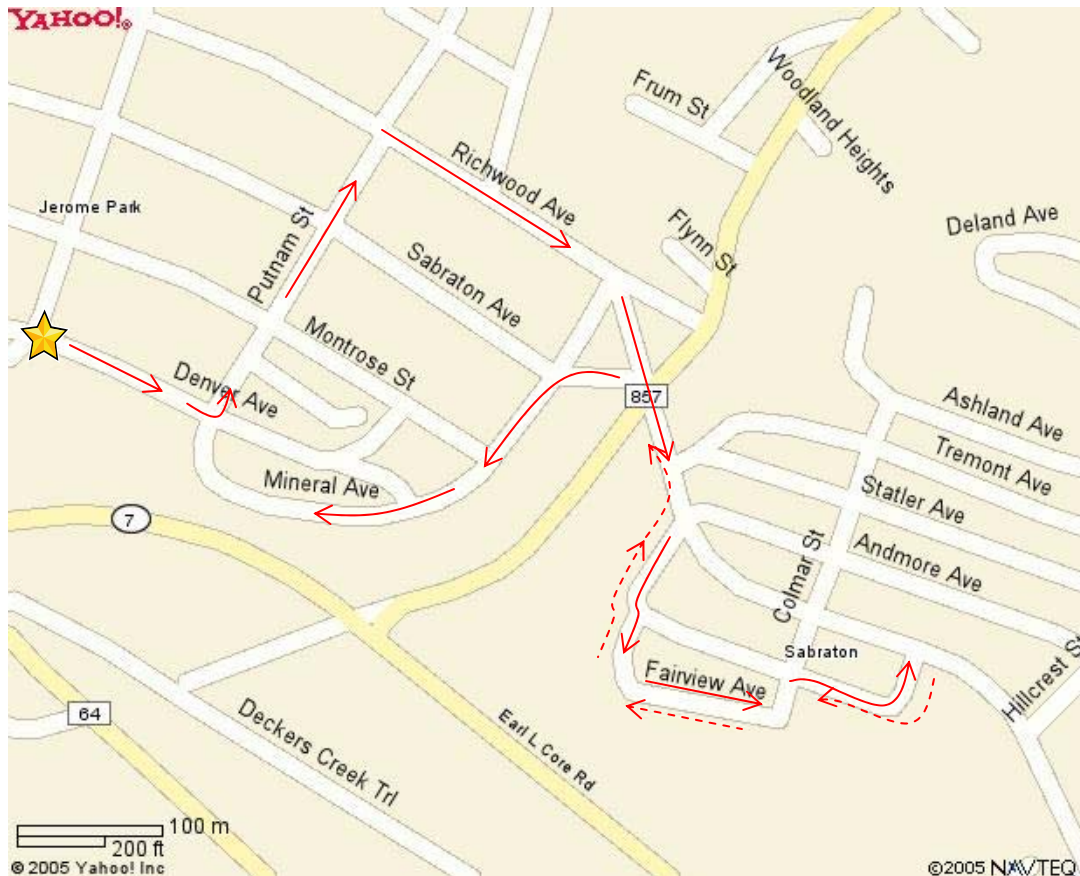 YAHOO!®
Woodland Heights
Frum St
Richwood Ave
Jerome Park
Flynn St
Deland Ave
Putnam St
Sabraton Ave
Montrose St
Denver Ave
857
Ashland Ave
Tremont Ave
Mineral Ave
Statler Ave
7
Andmore Ave
Colmar St
Sabraton
Fairview Ave
Hillcrest St
64
Deckers Creek Trl
Earl L Core Rd
100 m
200 ft
© 2005 Yahoo! Inc
©2005 NAVTEQ